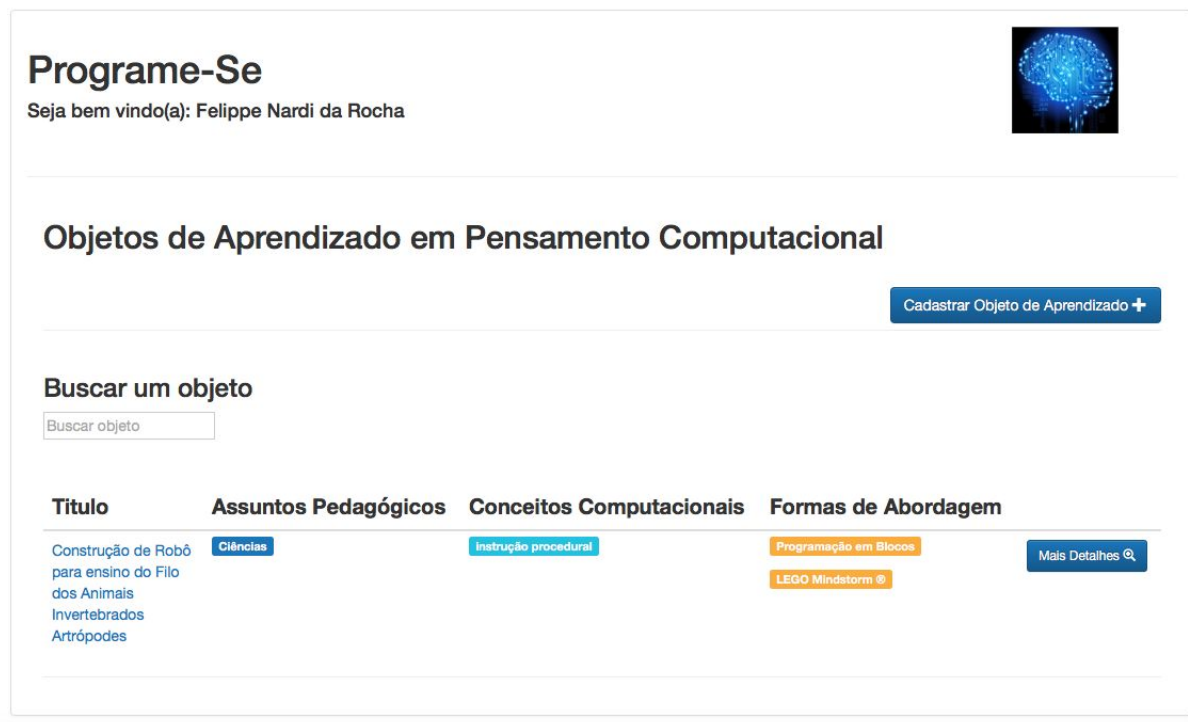 Programe-Se
Seja bem vindo(a): Felippe Nardi da Rocha
Objetos de Aprendizado em Pensamento Computacional
Cadastrar Objeto de Aprendizado
Buscar um objeto
Buscar objeto
Titulo Assuntos Pedagógicos Conceitos Computacionais Formas de Abordagem
Construção de Robô
para ensino do Filo
dos Animais
Invertebrados
Artrópodes
Ciências
instrução procedural
Programação em Blocos
LEGO Mindstorm ®
Mais Detalhes